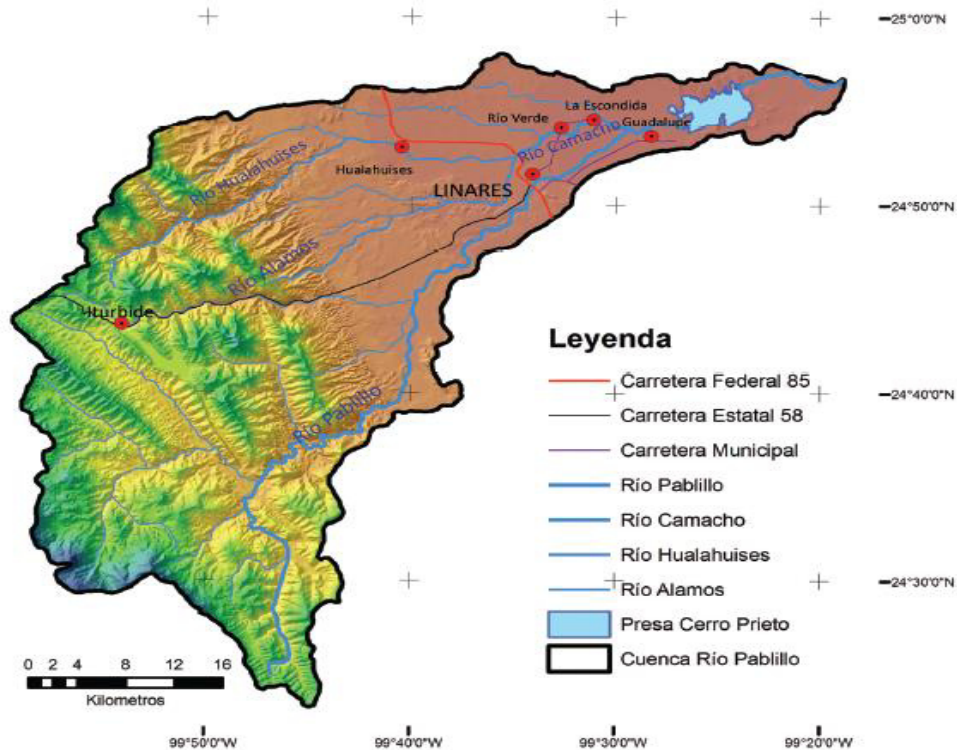 25°0'0"N
La Escondida
Río Verde
Guadalupe
Río Camacho
Hualahuises
Río Hualahuises
LINARES
24°50'0"N
Río Alamos
Iturbide
Leyenda
Carretera Federal 85
24°40'0"N
Carretera Estatal 58
Río Pablillo
Carretera Municipal
Río Pablillo
Río Camacho
Río Hualahuises
24°30'0"N
Río Alamos
Presa Cerro Prieto
Cuenca Río Pablillo
0 2 4 8 12 16
Kilometros
99°50'0"W 99°40'0"W 99°30'0"W 99°20'0"W